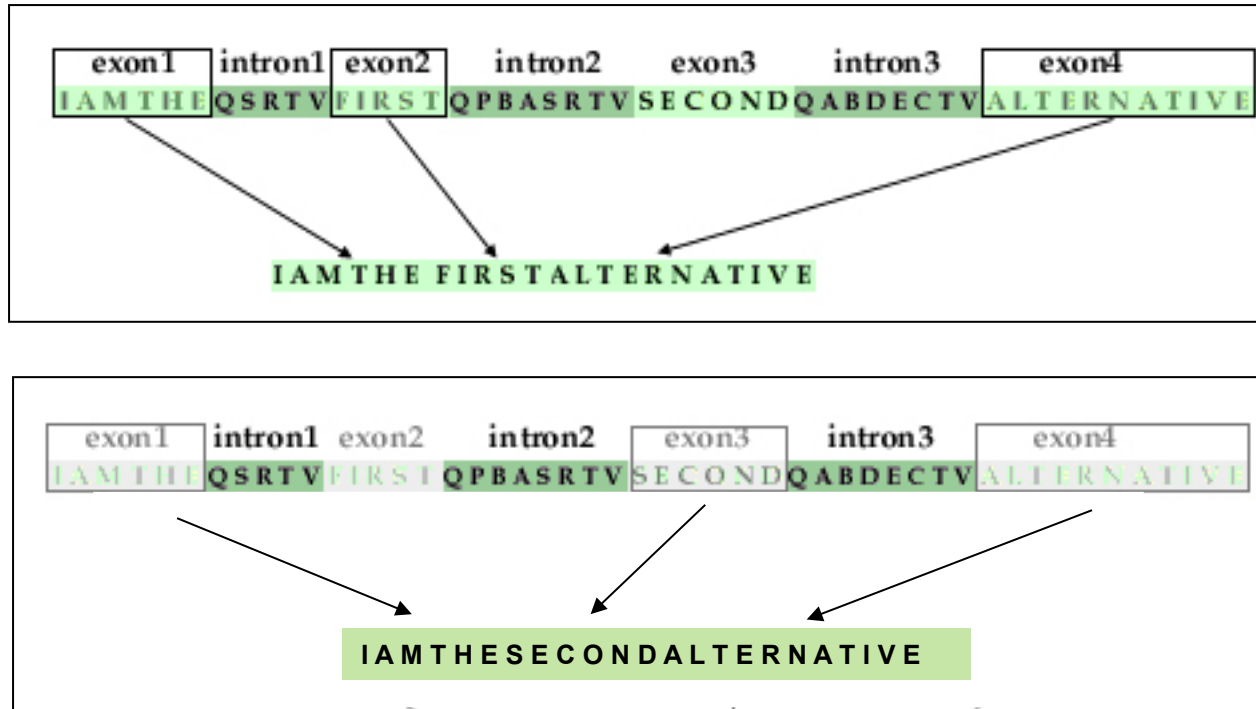 exon1 intron1 exon2 intron2 exon3 intron3 exon4
I A M T H E Q S R T V F I R S T Q P B A S R T V S E C O N D Q A B D E C T V A L T E R N A T I V E
I A M T H E F I R S T A L T E R N A T I V E
exon1 intron1 exon2 intron2 exon3 intron3 exon4
I A M T H E Q S R T V F I R S T Q P B A S R T V S E C O N D Q A B D E C T V A L T E R N A T I V E
I A M T H E S E C O N D A L T E R N A T I V E